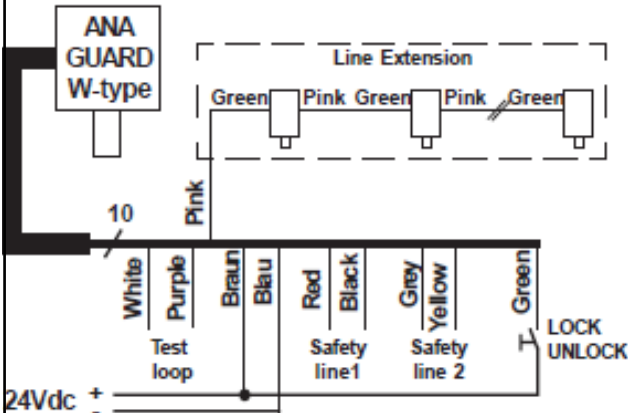 ANA
GUARD
W-type
Line Extension
Green Pink Green Pink Green
10
Pink
White
Purple
Braun
Blau
Red
Black
Grey
Yellow
Green
Test
loop
Safety
line1
Safety
line 2
LOCK
UNLOCK
24Vdc +
-